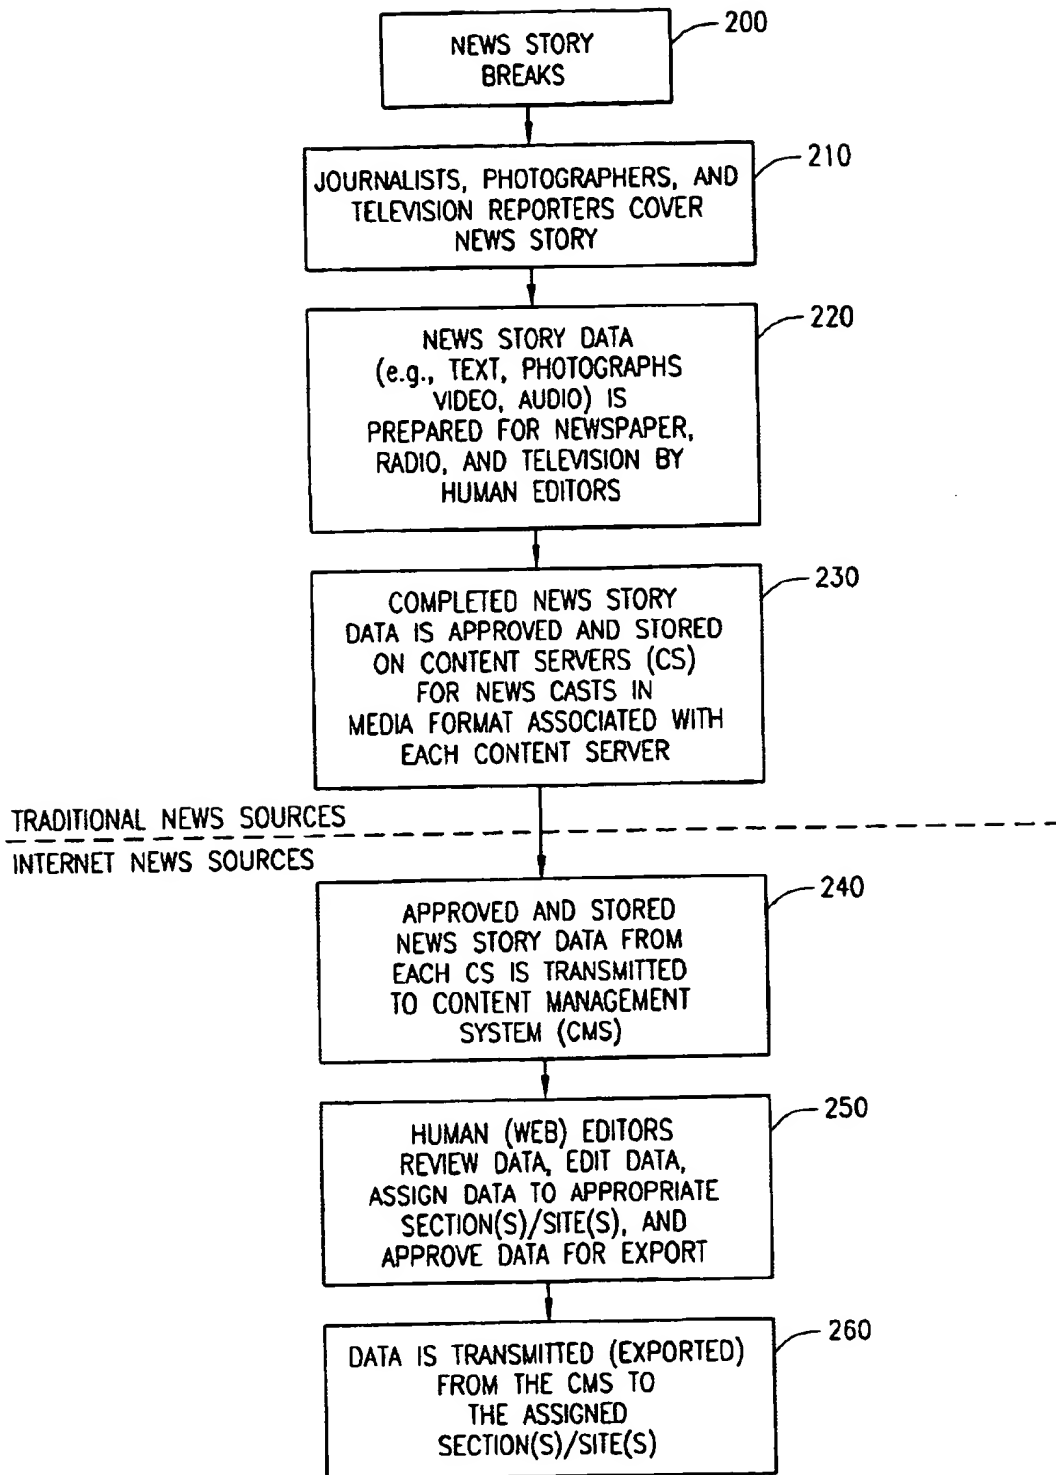 NEWS STORY
BREAKS
200
JOURNALISTS, PHOTOGRAPHERS, AND
TELEVISION REPORTERS COVER
NEWS STORY
210
NEWS STORY DATA
(e.g., TEXT, PHOTOGRAPHS
VIDEO, AUDIO) IS
PREPARED FOR NEWSPAPER,
RADIO, AND TELEVISION BY
HUMAN EDITORS
220
COMPLETED NEWS STORY
DATA IS APPROVED AND STORED
ON CONTENT SERVERS (CS)
FOR NEWS CASTS IN
MEDIA FORMAT ASSOCIATED WITH
EACH CONTENT SERVER
230
TRADITIONAL NEWS SOURCES
INTERNET NEWS SOURCES
APPROVED AND STORED
NEWS STORY DATA FROM
EACH CS IS TRANSMITTED
TO CONTENT MANAGEMENT
SYSTEM (CMS)
240
HUMAN (WEB) EDITORS
REVIEW DATA, EDIT DATA,
ASSIGN DATA TO APPROPRIATE
SECTION(S)/SITE(S), AND
APPROVE DATA FOR EXPORT
250
DATA IS TRANSMITTED (EXPORTED)
FROM THE CMS TO
THE ASSIGNED
SECTION(S)/SITE(S)
260